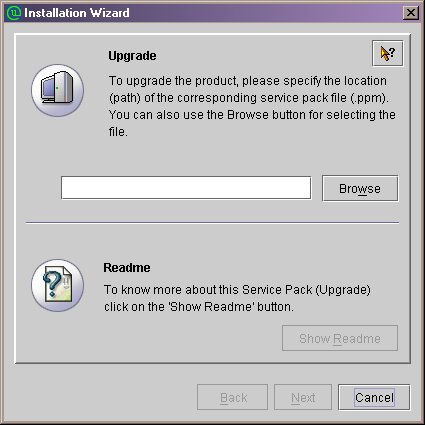 Installation Wizard
Upgrade
To upgrade the product, please specify the location
(path) of the corresponding service pack file (.ppm).
You can also use the Browse button for selecting the
file.
Browse
Readme
To know more about this Service Pack (Upgrade)
click on the 'Show Readme' button.
Show Readme
Back
Next
Cancel